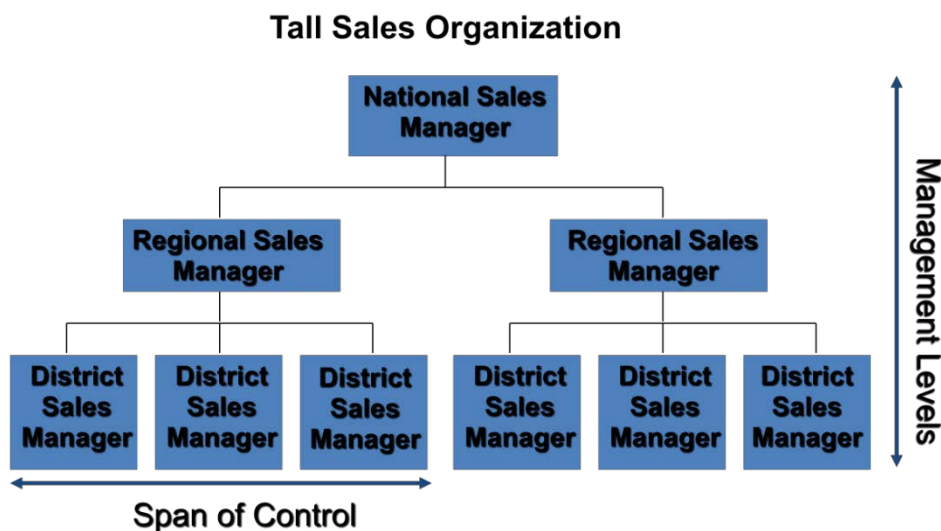 Tall Sales Organization
National Sales
Manager
Regional Sales
Manager
Regional Sales
Manager
District
Sales
Manager
District
Sales
Manager
District
Sales
Manager
District
Sales
Manager
District
Sales
Manager
District
Sales
Manager
Span of Control
Management Levels